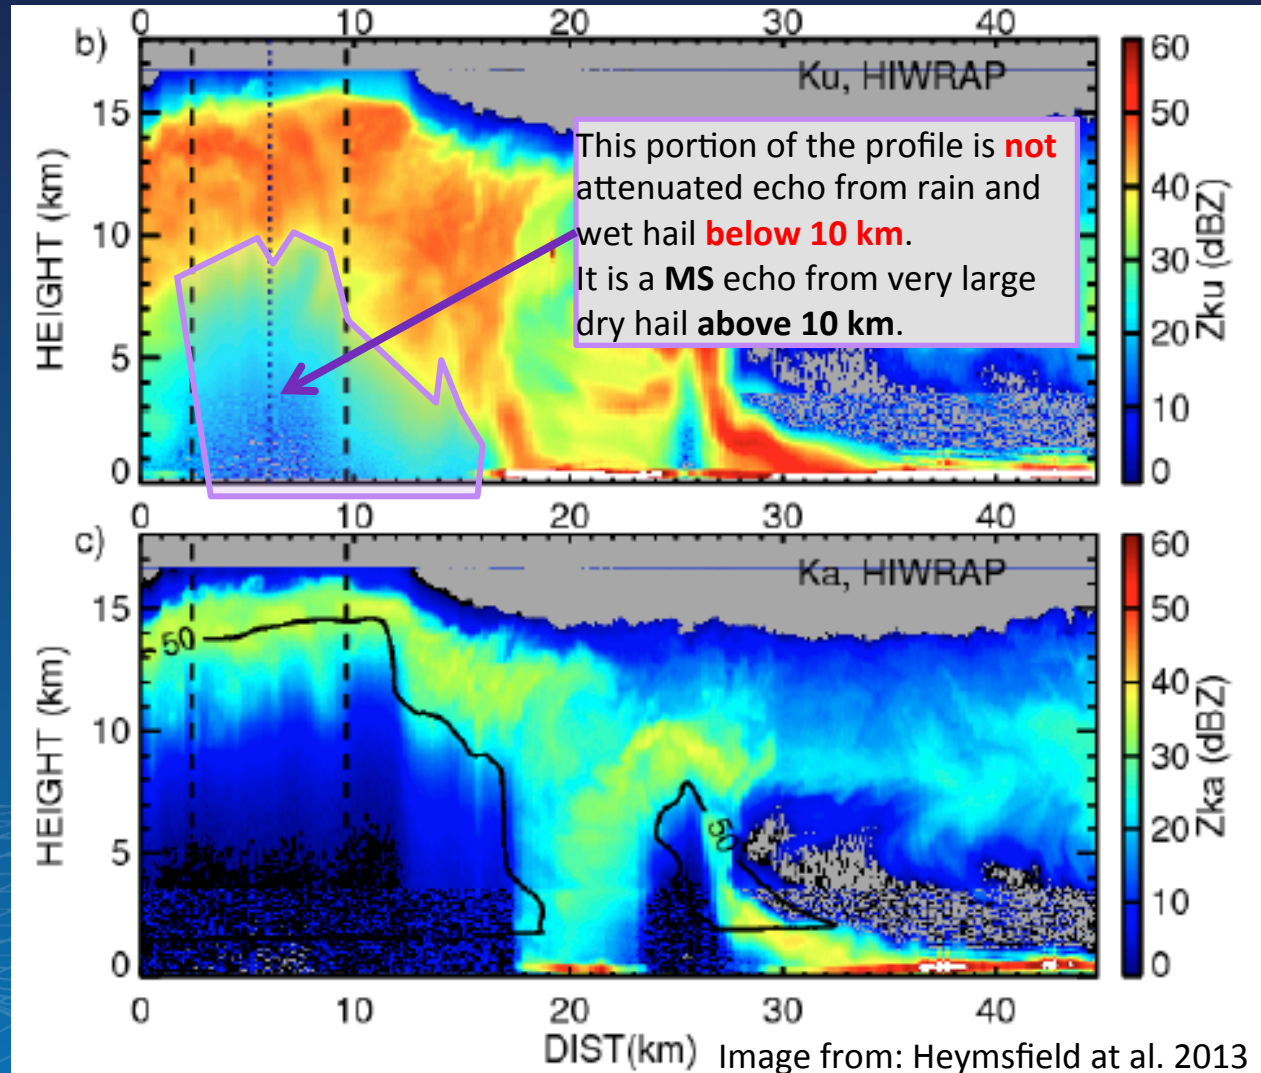 0 10 20 30 40
b)
Ku, HIWRAP
60
50
40
30
20
10
0
Zku (dBZ)
15
10
5
0
HEIGHT (km)
This portion of the profile is not
attenuated echo from rain and
wet hail below 10 km.
It is a MS echo from very large
dry hail above 10 km.
0 10 20 30 40
c)
Ka, HIWRAP
60
50
40
30
20
10
0
Zka (dBZ)
15
10
5
0
HEIGHT (km)
50
50
0 10 20 30 40
DIST(km)
Image from: Heymsfield at al. 2013